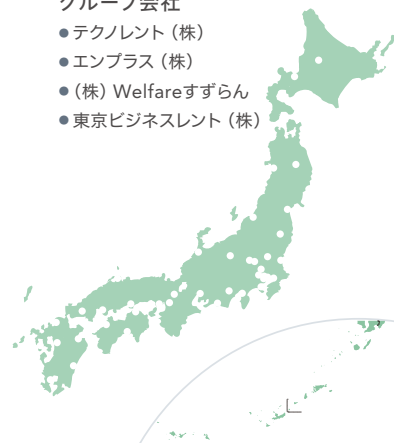 グループ会社
●テクノレント（株）
●エンプラス（株）
●（株）Welfareすずらん
●東京ビジネスレント（株）